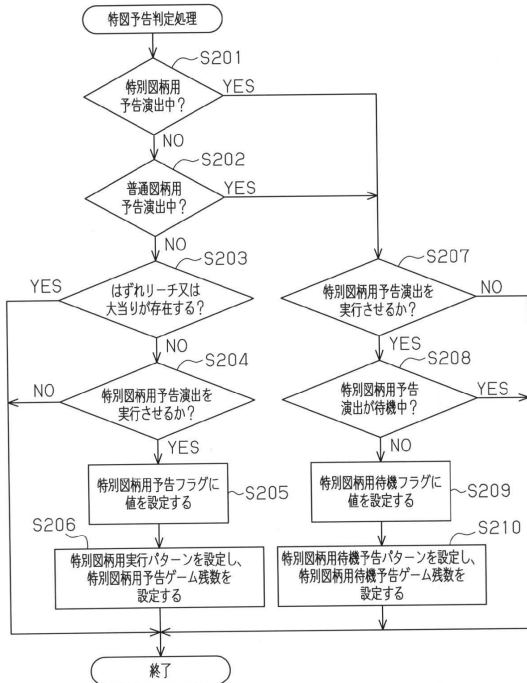 特図予告判定処理
S201
特別図柄用
予告演出中？
YES
NO
S202
普通図柄用
予告演出中？
YES
NO
S203
はずれリーチ又は
大当りが存在する？
YES
NO
S204
特別図柄用予告演出を
実行させるか？
NO
YES
特別図柄用予告フラグに
値を設定する
S205
S206
特別図柄用実行パターンを設定し、
特別図柄用予告ゲーム残数を
設定する
S207
特別図柄用予告演出を
実行させるか？
NO
YES
S208
特別図柄用予告
演出が待機中？
YES
NO
特別図柄用待機フラグに
値を設定する
S209
S210
特別図柄用待機予告パターンを設定し、
特別図柄用待機予告ゲーム残数を
設定する
終了